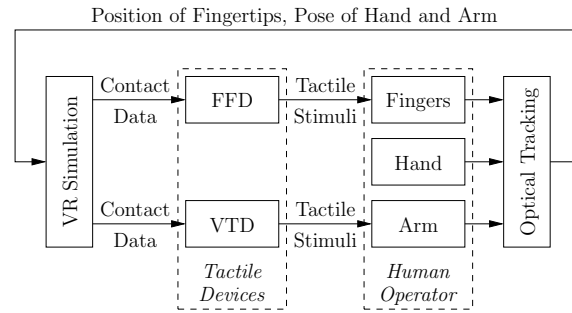 Position of Fingertips, Pose of Hand and Arm
VR Simulation
Contact
Data
FFD
Tactile
Stimuli
Fingers
Hand
Optical Tracking
Contact
Data
VTD
Tactile
Stimuli
Arm
Tactile
Devices
Human
Operator